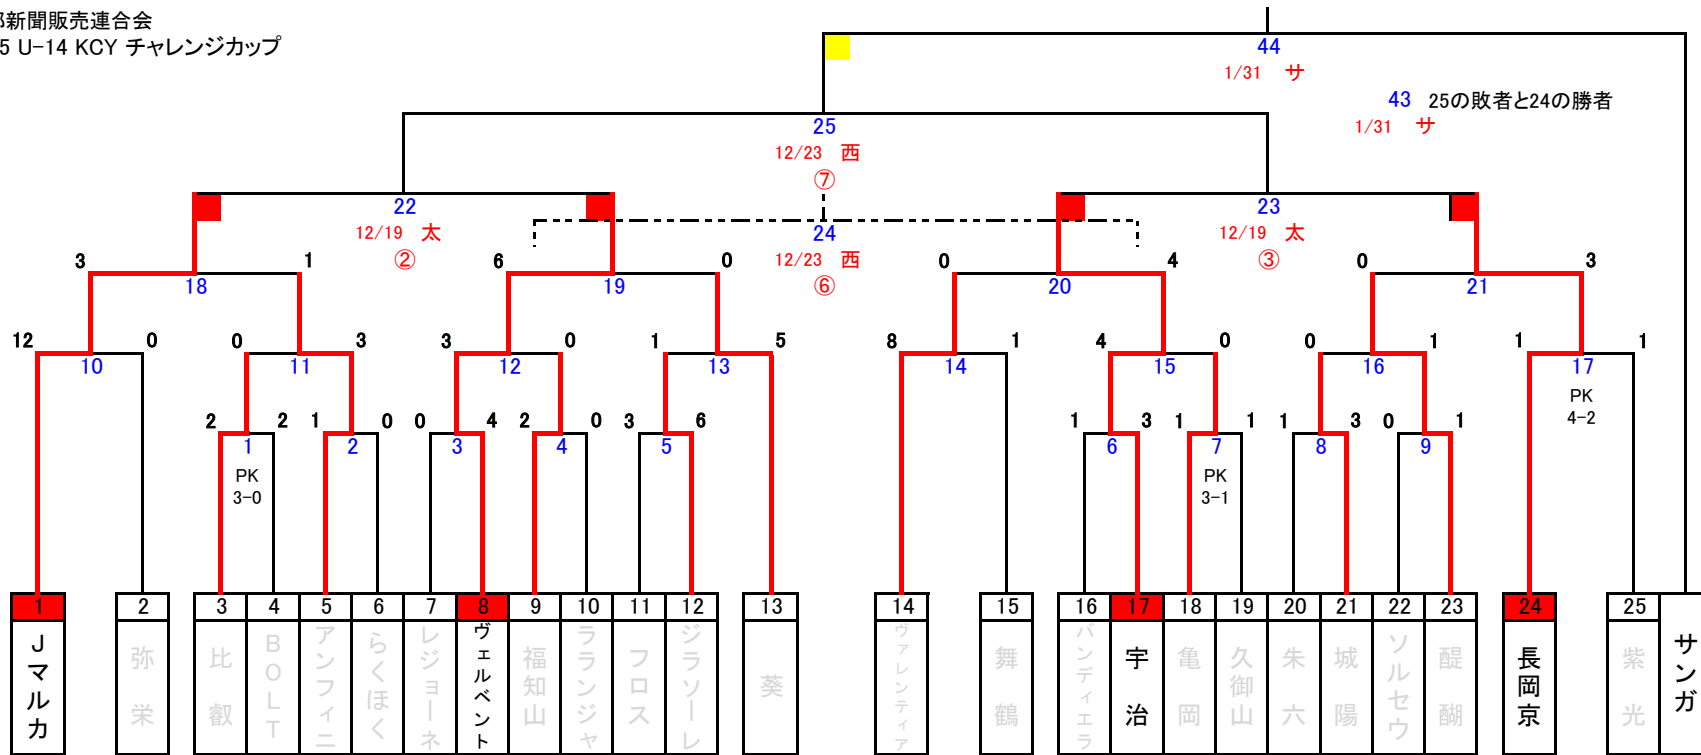 部新聞販売連合会
5 U-14 KCY チャレンジカップ
44
1/31 サ
43 25の敗者と24の勝者
1/31 サ
25
12/23 西
⑦
22
12/19 太
②
24
12/23 西
⑥
23
12/19 太
③
3 1 6 0 0 4 0 3
18 19 20 21
12 0 0 3 3 0 1 5 8 1 4 0 0 1 1 1
10 11 12 13 14 15 16 17
PK
4-2
2 2 1 0 0 4 2 0 3 6 1 3 1 1 1 3 0 1
1 2 3 4 5 6 7 8 9
PK
3-0
PK
3-1
1 2 3 4 5 6 7 8 9 10 11 12 13 14 15 16 17 18 19 20 21 22 23 24 25
Jマルカ
弥栄
比叡
BOLT
アンフィニ
らくほく
レジョーネ
ヴェルベント
福知山
ラランジャ
フロス
ジラソーレ
葵
ヴァレンティア
舞鶴
バンディエラ
宇治
亀岡
久御山
朱六
城陽
ソルセウ
醍醐
長岡京
紫光
サンガ